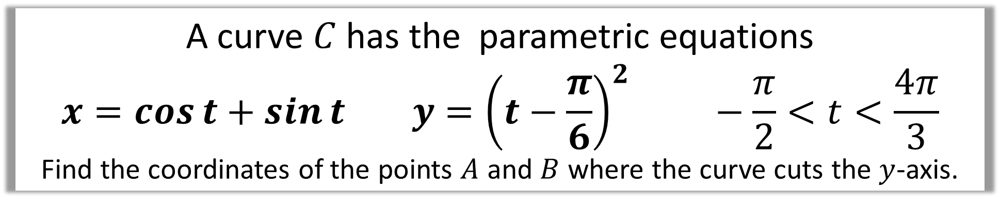 A curve C has the parametric equations
x = cos t + sin t y = (t − π/6)² −π/2 < t < 4π/3
Find the coordinates of the points A and B where the curve cuts the y-axis.